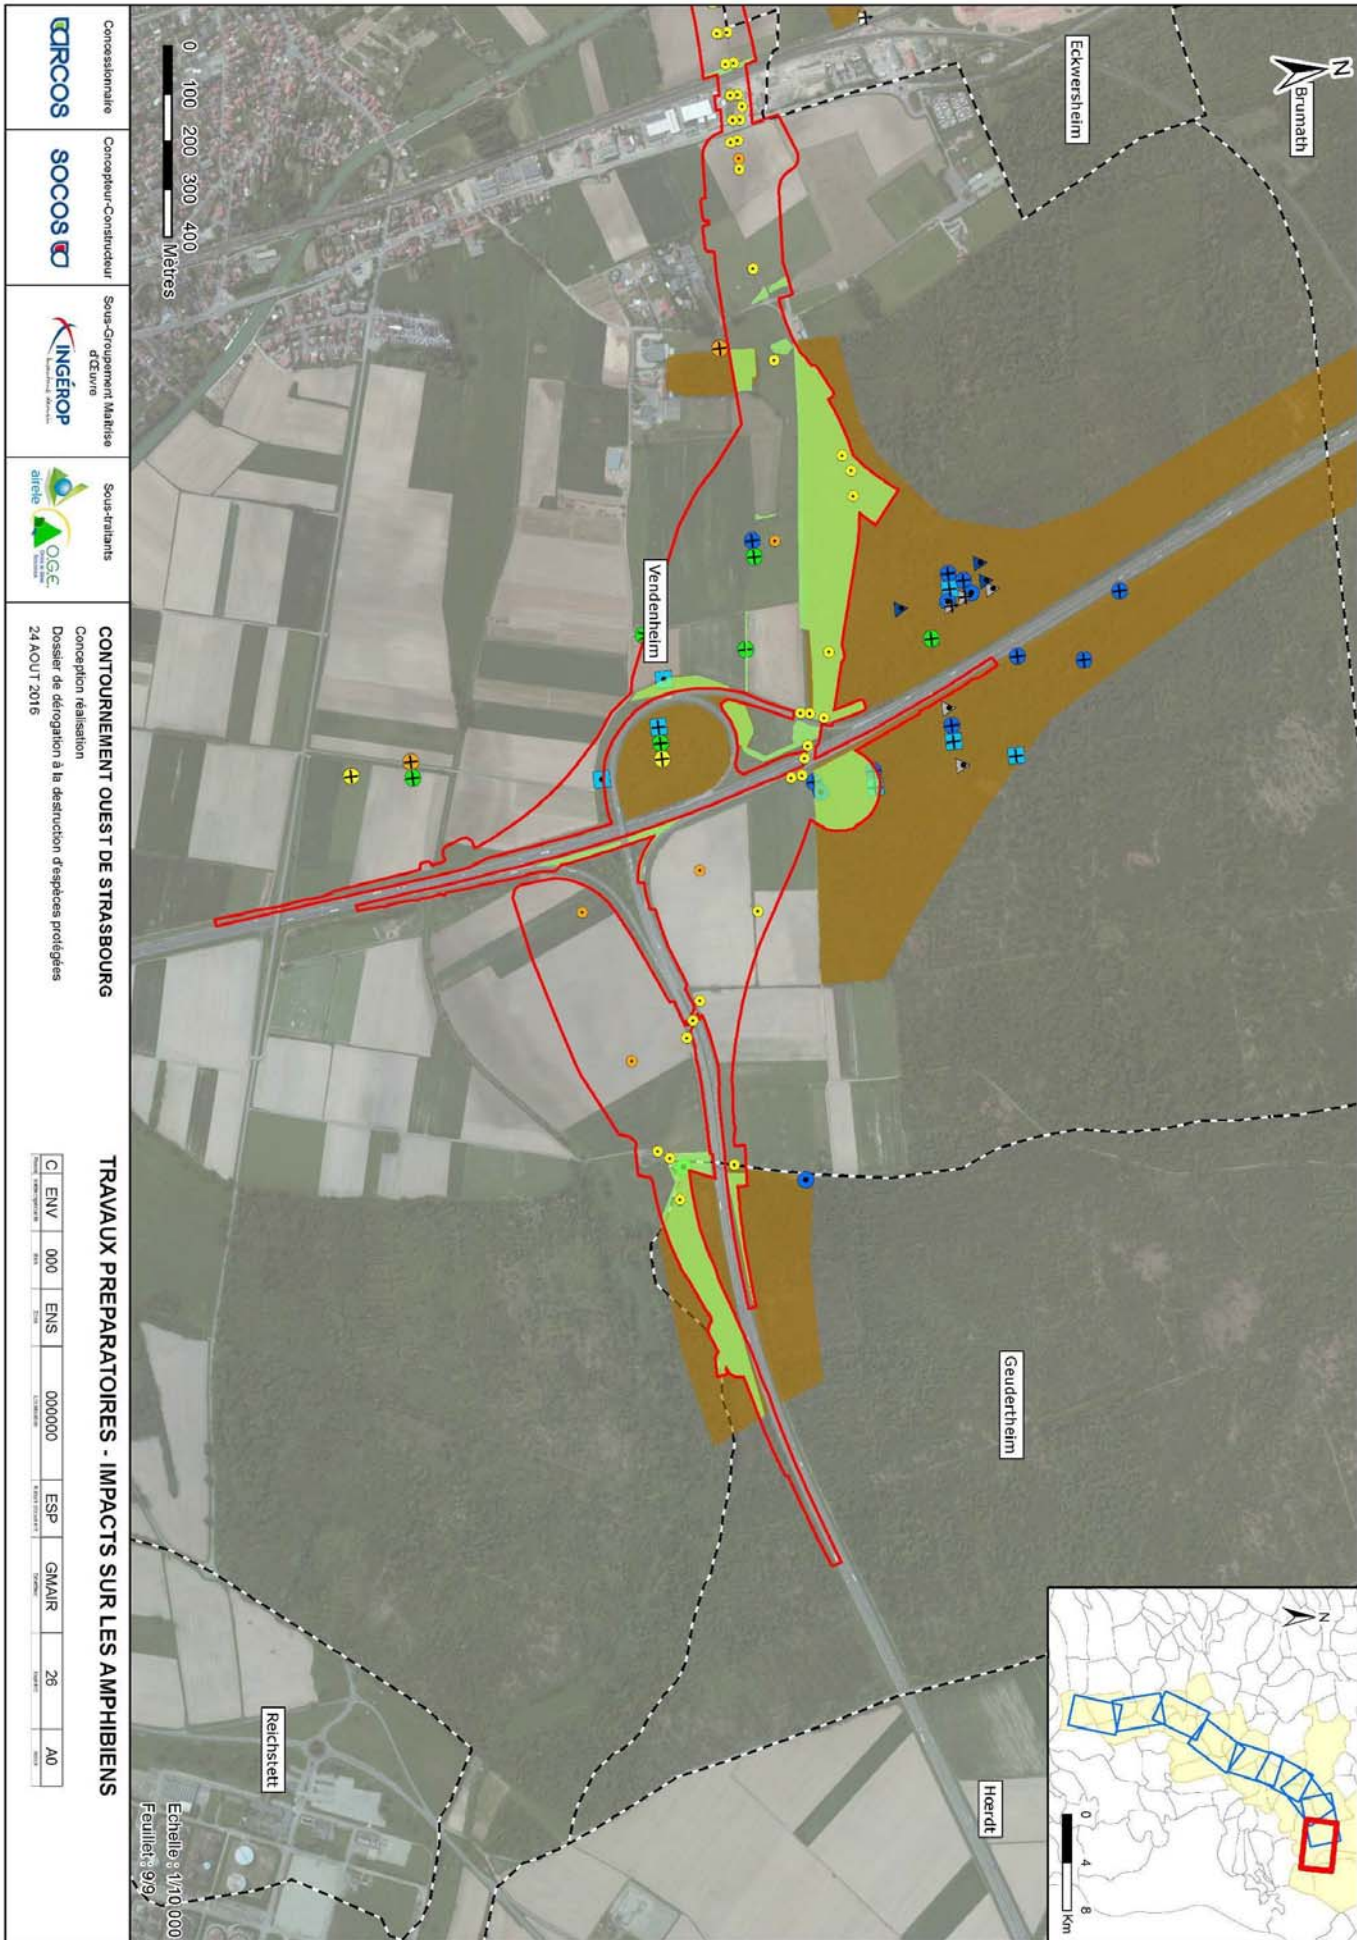 N
Brumath
Eckwersheim
Vendenheim
Geudertheim
Hœrdt
Reichstett
N
0 4 8
Km
0 100 200 300 400
Mètres
Concessionnaire
ARCOS
Concepteur-Constructeur
SOCOS
Sous-Groupement Maîtrise
d'Œuvre
INGÉROP
Sous-traitants
airele
O.G.E.
CONTOURNEMENT OUEST DE STRASBOURG
Conception réalisation
Dossier de dérogation à la destruction d'espèces protégées
24 AOUT 2016
TRAVAUX PREPARATOIRES - IMPACTS SUR LES AMPHIBIENS
C ENV 000 ENS 000000 ESP GMAIR 26 A0
Echelle : 1/10 000
Feuillet : 9/9